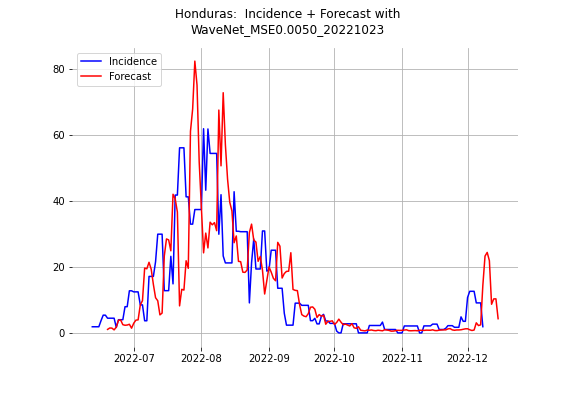 Honduras:  Incidence + Forecast with
WaveNet_MSE0.0050_20221023
Incidence
Forecast
80
60
40
20
0
2022-07
2022-08
2022-09
2022-10
2022-11
2022-12